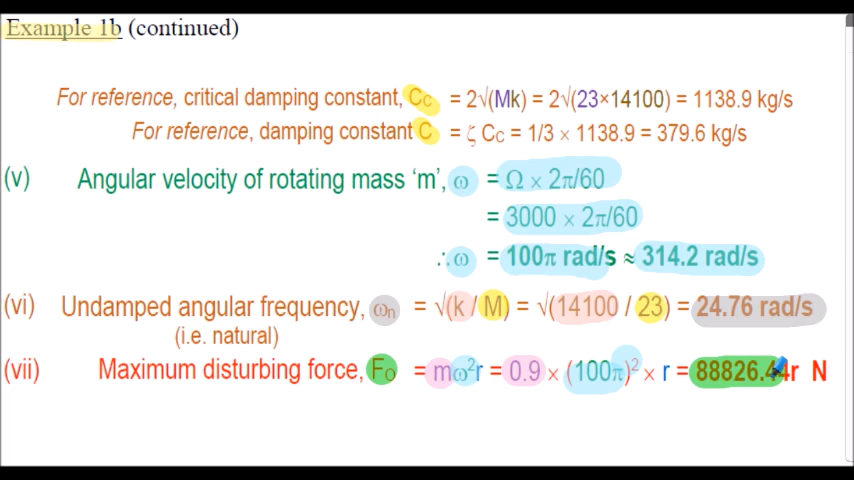 Example 1b (continued)
For reference, critical damping constant, Cc = 2√(Mk) = 2√(23×14100) = 1138.9 kg/s
For reference, damping constant C = ζ Cc = 1/3 × 1138.9 = 379.6 kg/s
(v) Angular velocity of rotating mass ‘m’, ω = Ω × 2π/60
= 3000 × 2π/60
∴ω = 100π rad/s ≈ 314.2 rad/s
(vi) Undamped angular frequency, ωn = √(k / M) = √(14100 / 23) = 24.76 rad/s
(i.e. natural)
(vii) Maximum disturbing force, Fo = mω²r = 0.9 × (100π)² × r = 88826.44r N